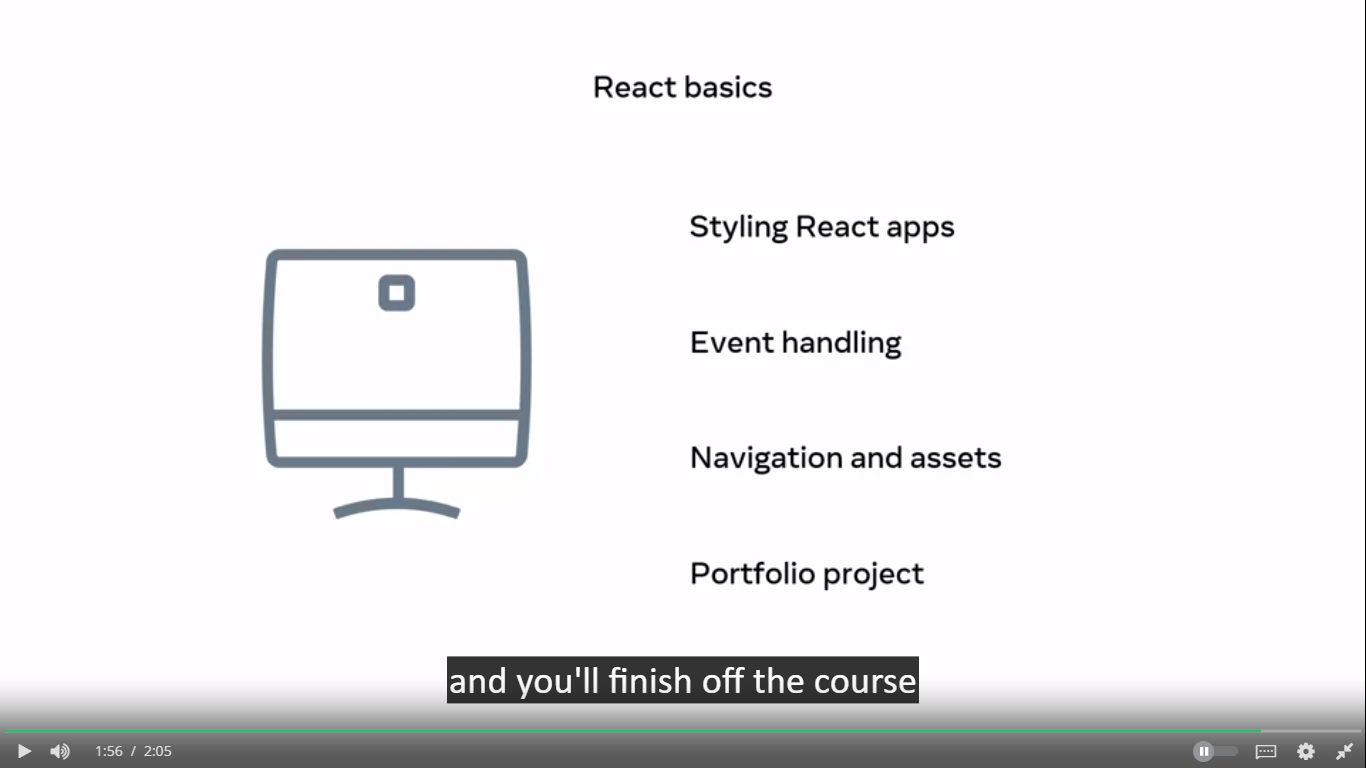 React basics
Styling React apps
Event handling
Navigation and assets
Portfolio project
and you'll finish off the course
1:56 / 2:05